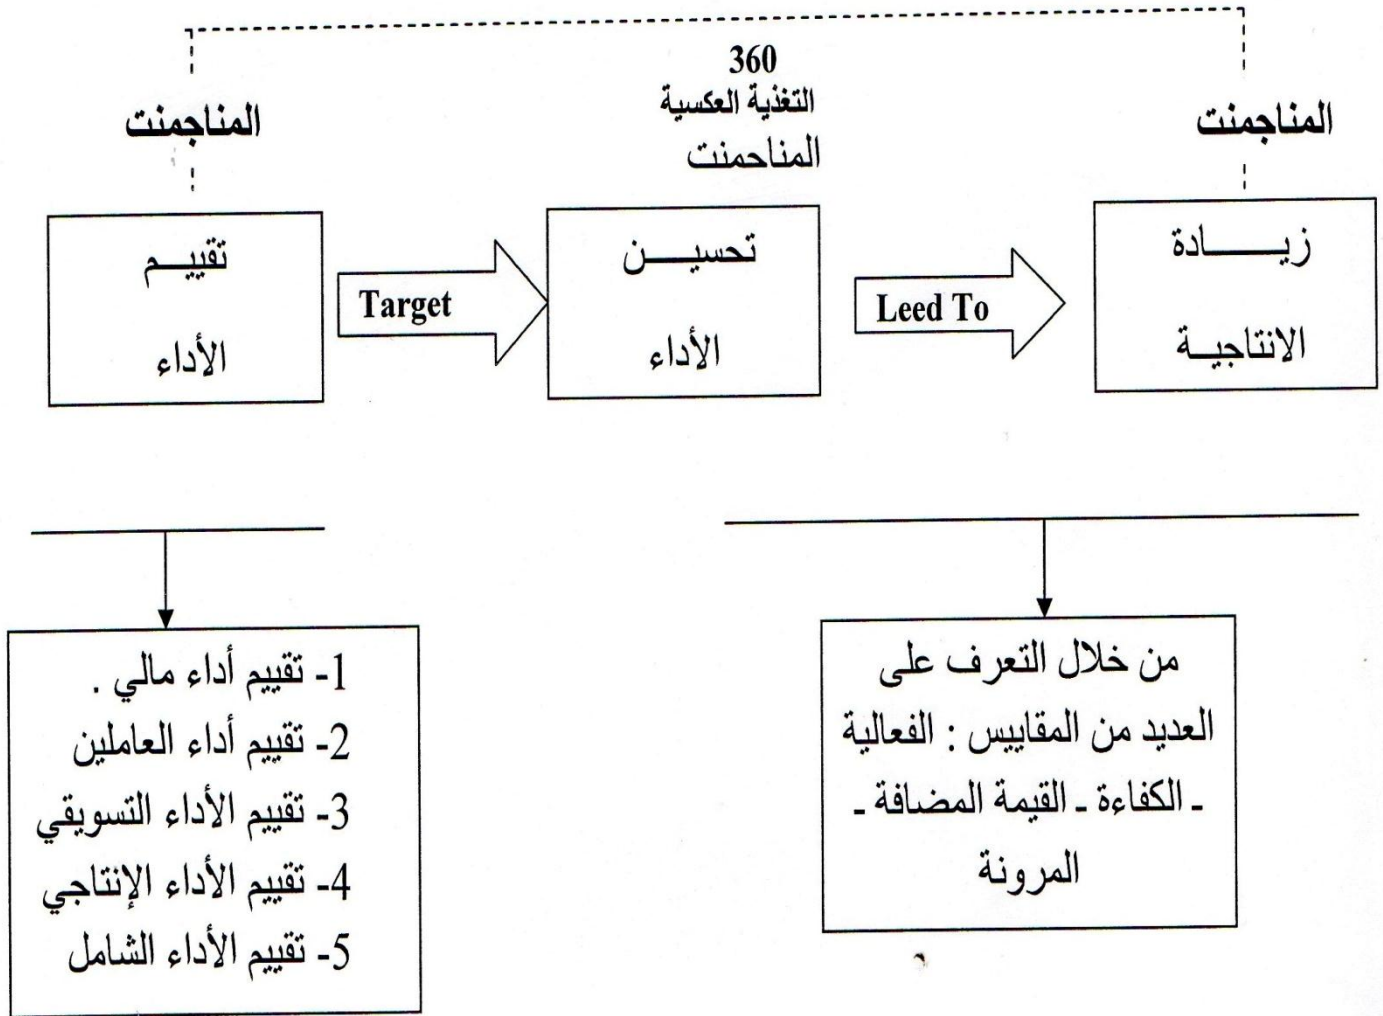 360
التغذية العكسية
المناجمنت
المناحمنت
المناجمنت
تقييم
الأداء
Target
تحسين
الأداء
Leed To
زيادة
الانتاجية
1- تقييم أداء مالي .
2- تقييم أداء العاملين
3- تقييم الأداء التسويقي
4- تقييم الأداء الإنتاجي
5- تقييم الأداء الشامل
من خلال التعرف على
العديد من المقاييس : الفعالية
- الكفاءة - القيمة المضافة -
المرونة